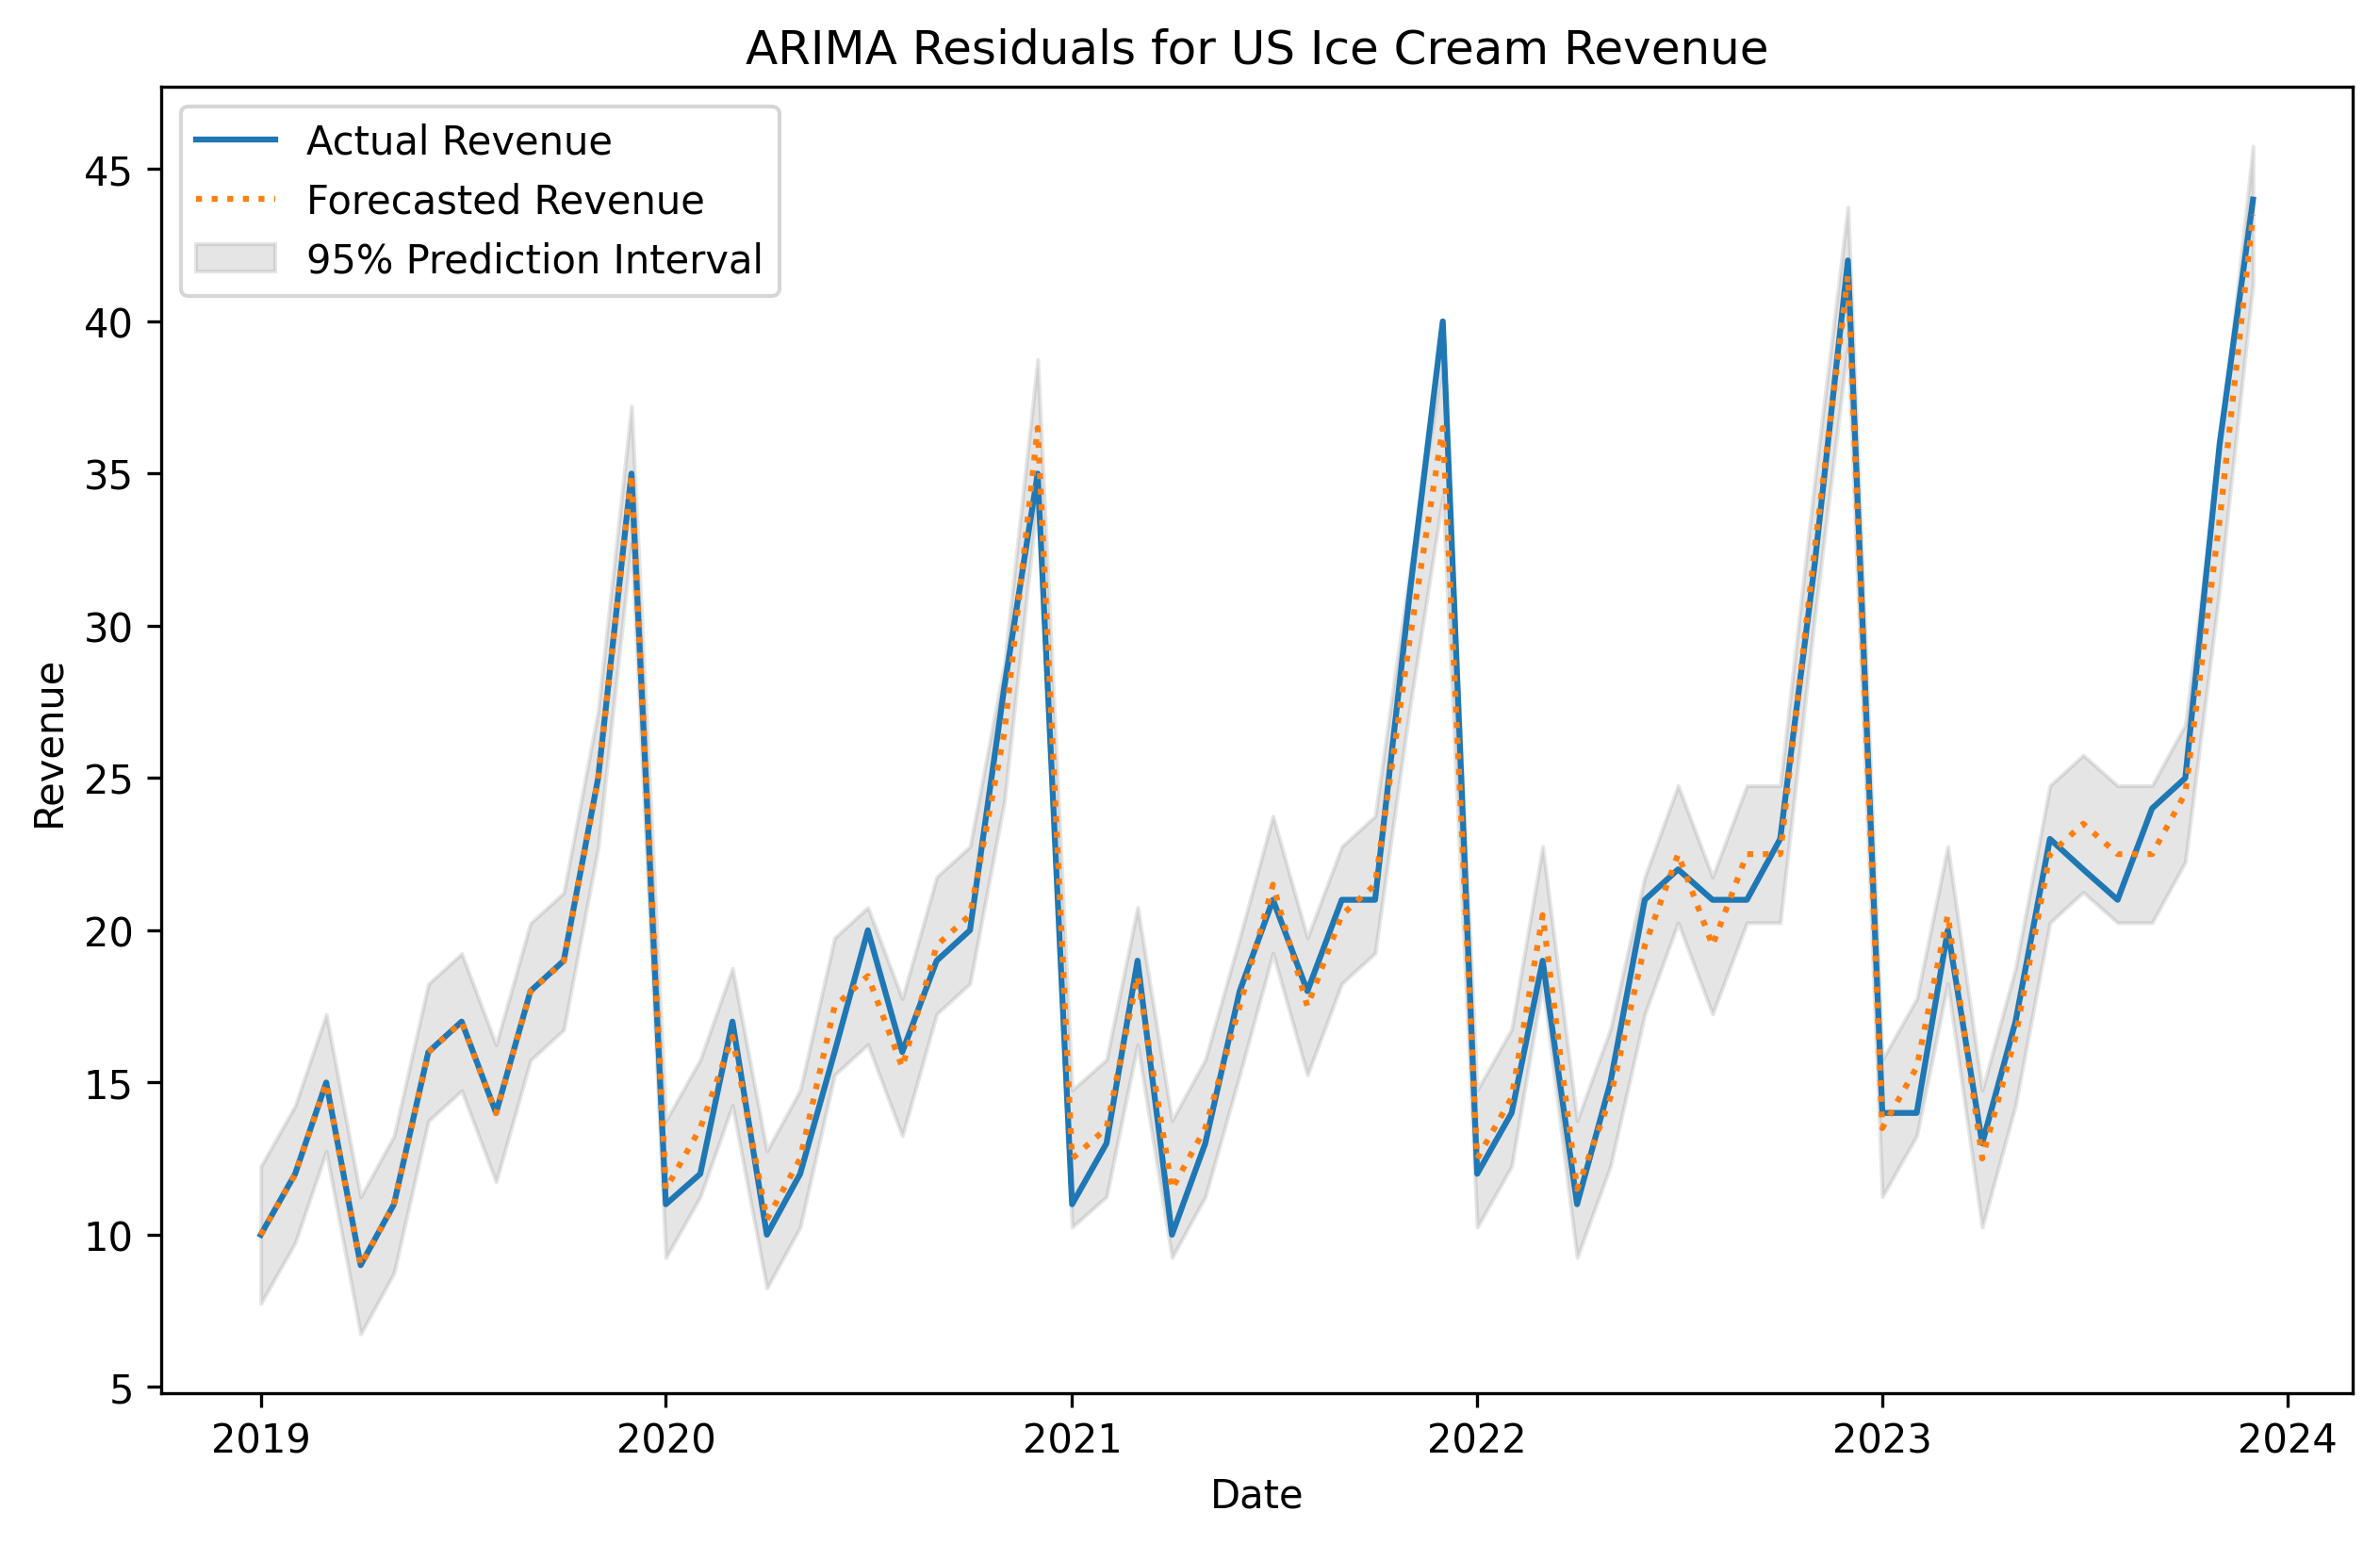 ARIMA Residuals for US Ice Cream Revenue
Actual Revenue
Forecasted Revenue
95% Prediction Interval
Revenue
45
40
35
30
25
20
15
10
5
2019 2020 2021 2022 2023 2024
Date